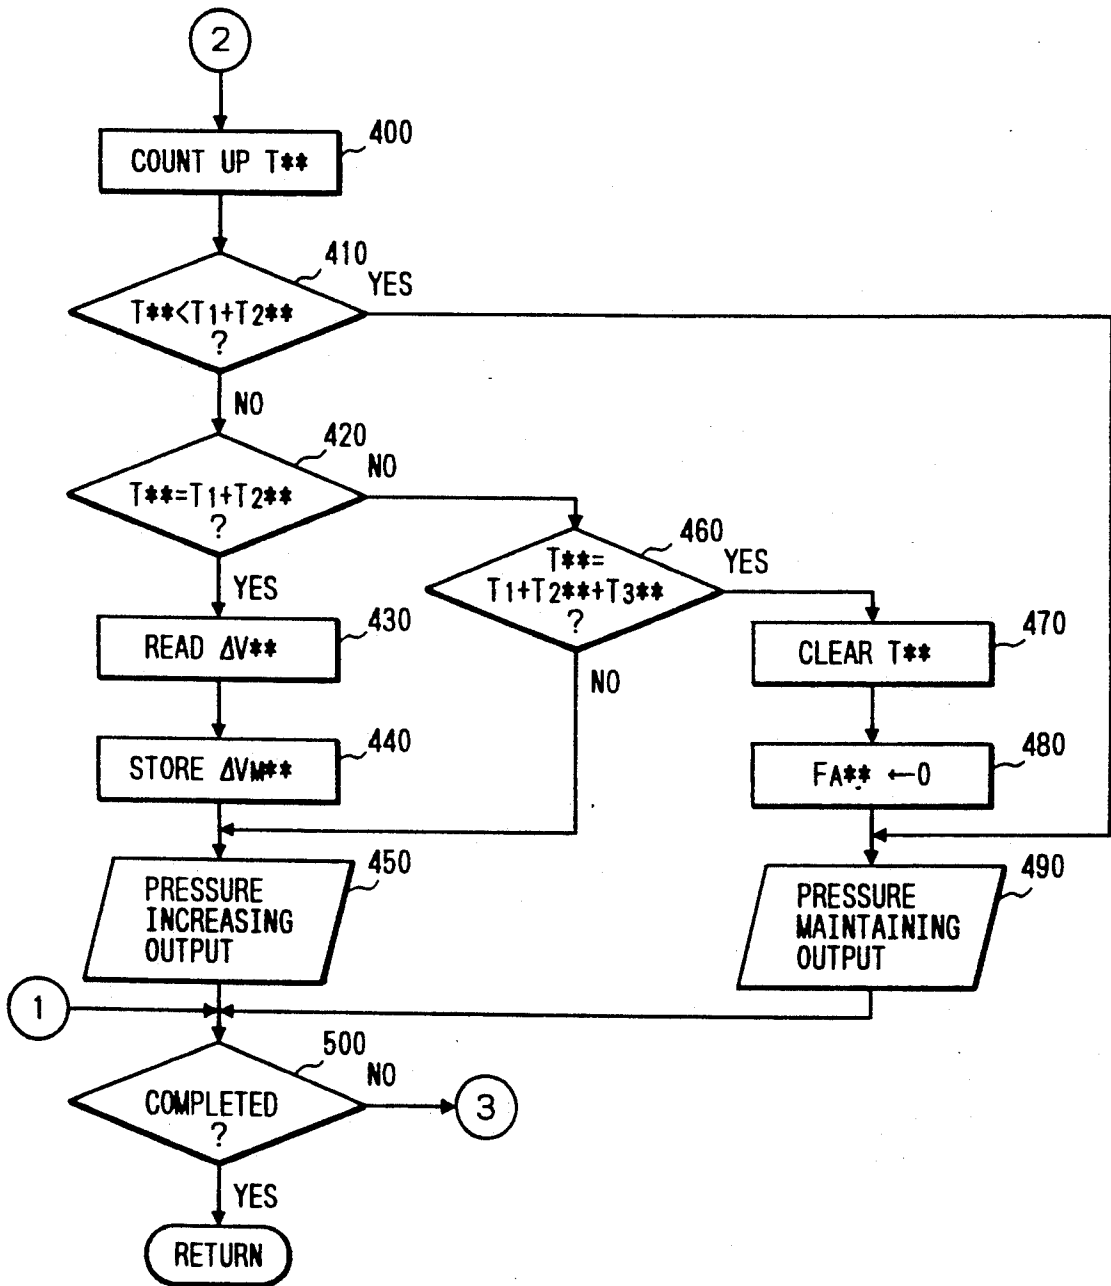 2
400
COUNT UP T**
410
YES
T**<T1+T2**
?
NO
420
NO
T**=T1+T2**
?
460
YES
T**=
T1+T2**+T3**
?
YES
430
READ ΔV**
470
CLEAR T**
NO
440
STORE ΔVM**
480
FA** ←0
450
PRESSURE
INCREASING
OUTPUT
490
PRESSURE
MAINTAINING
OUTPUT
1
500
NO
COMPLETED
?
3
YES
RETURN